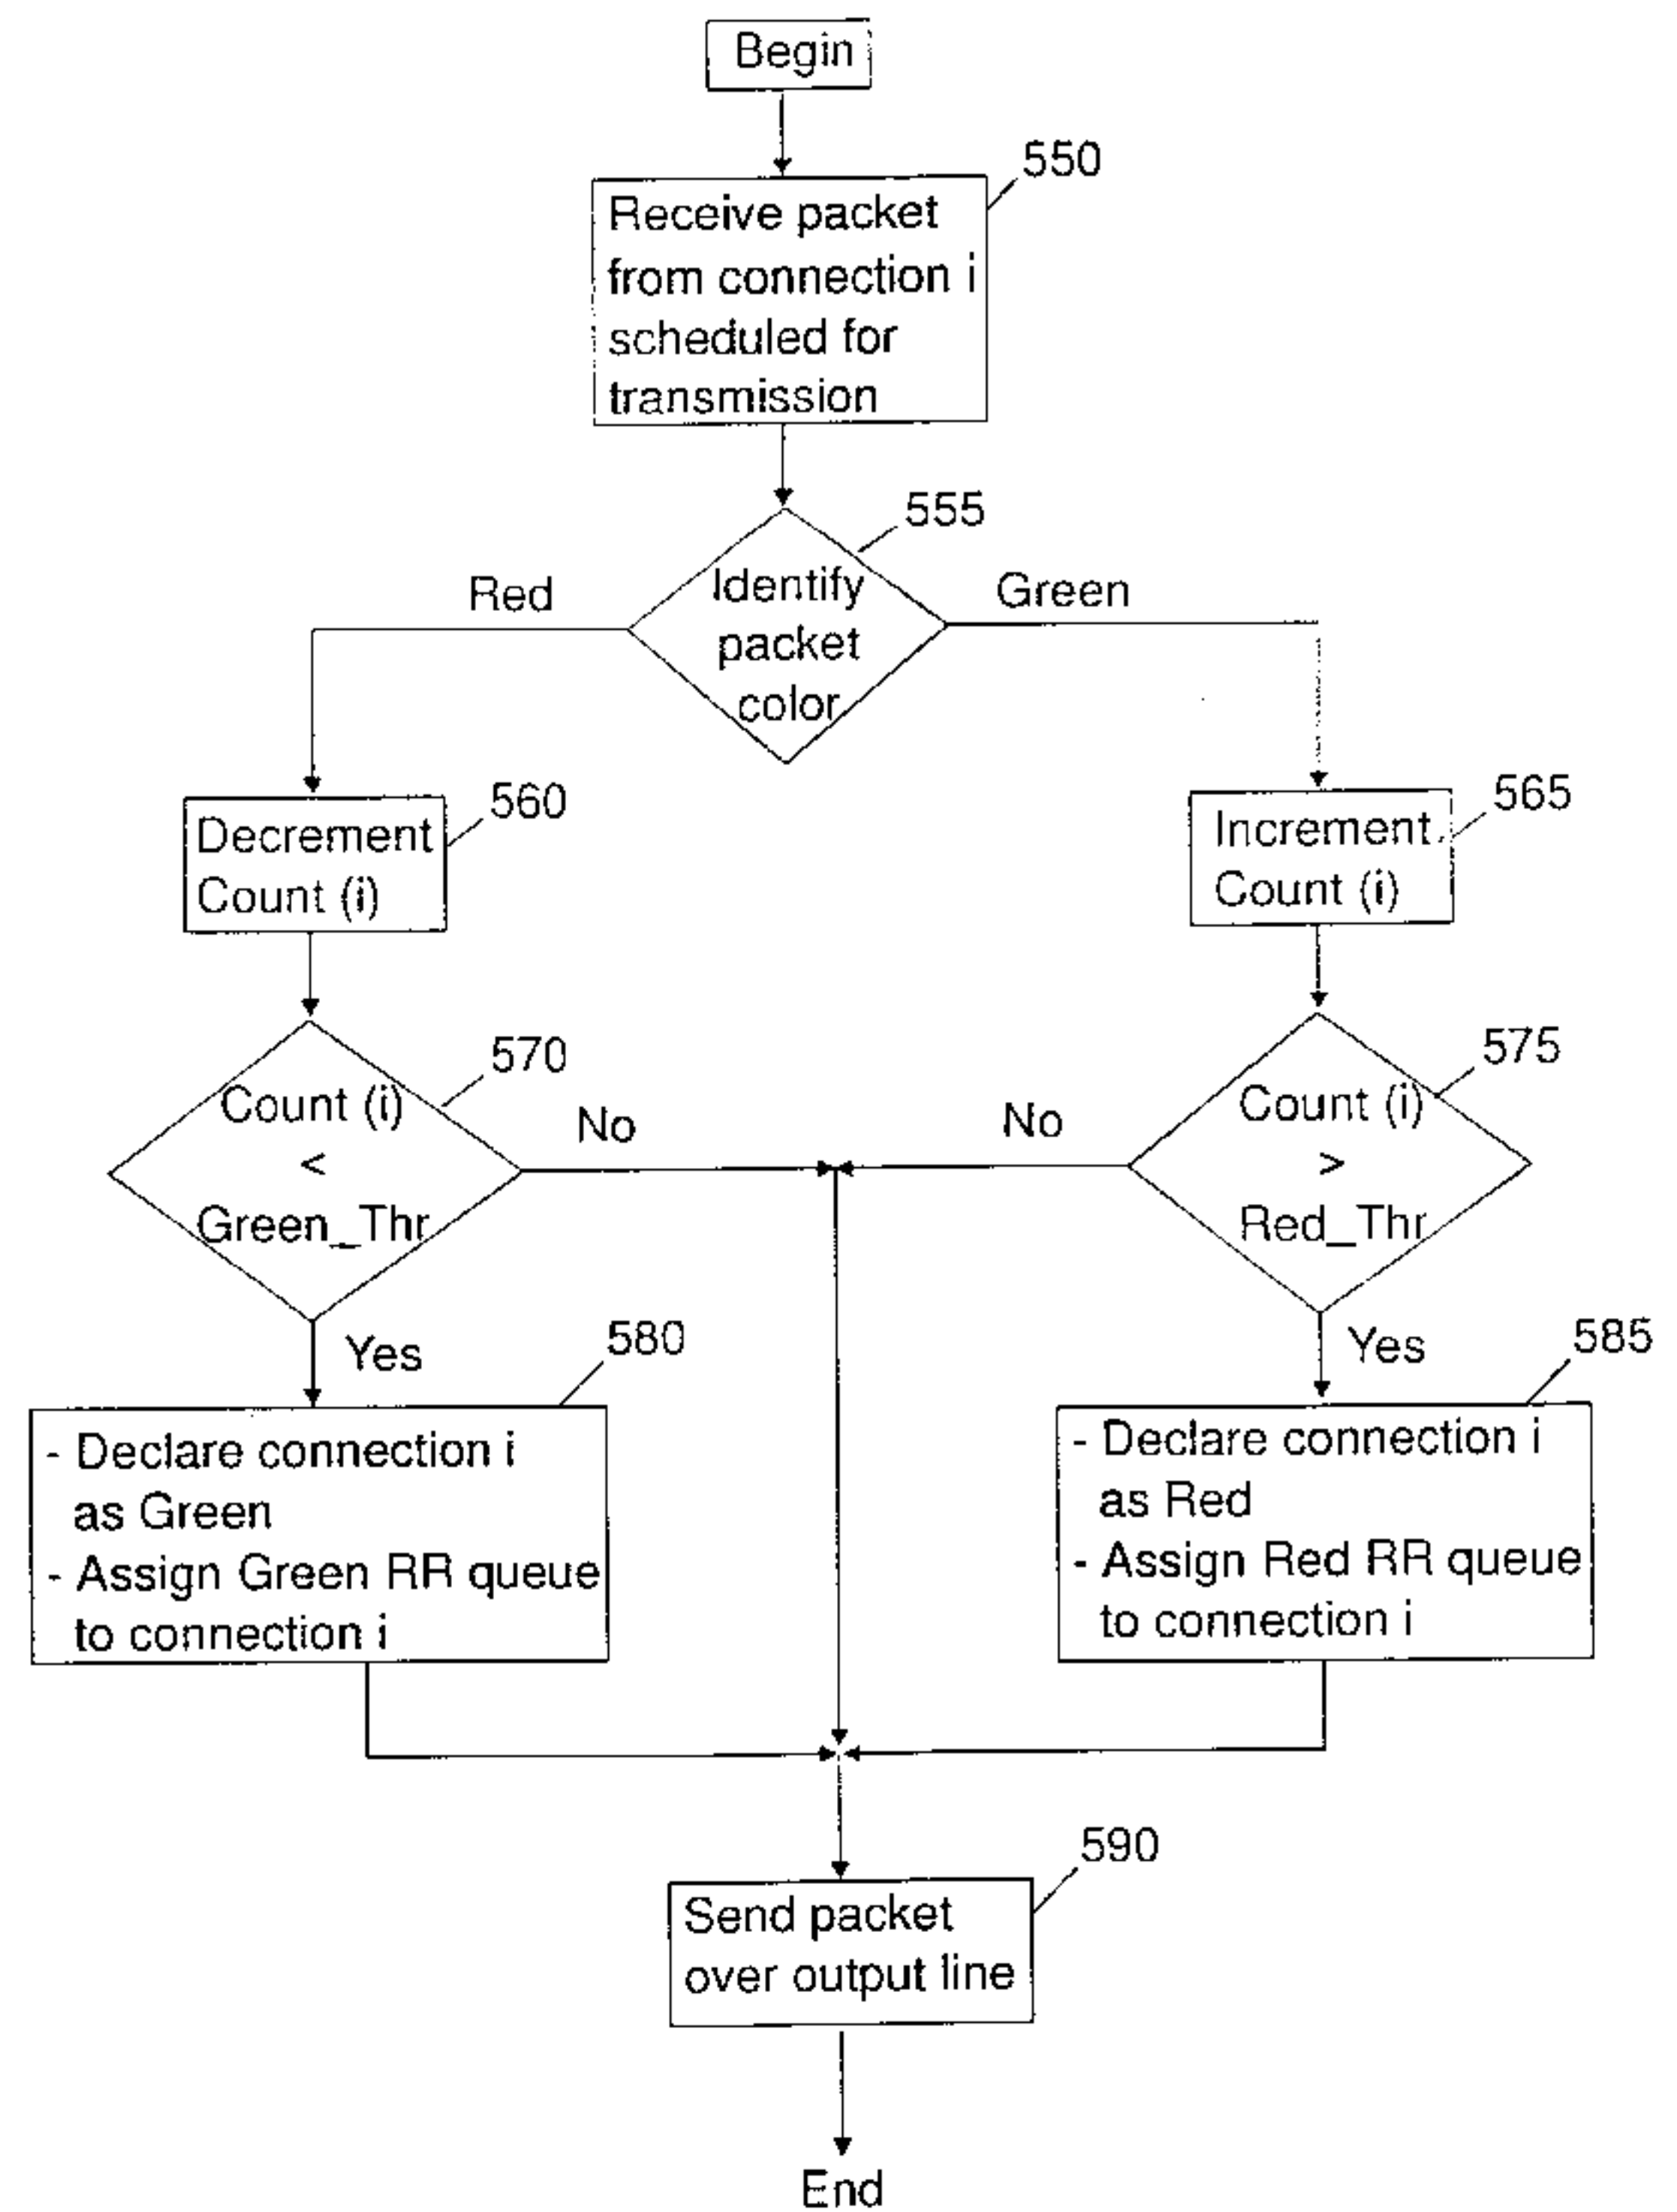 Begin
550
Receive packet
from connection i
scheduled for
transmission
555
Red
Identify
packet
color
Green
560
Decrement
Count (i)
565
Increment
Count (i)
570
Count (i)
<
Green_Thr
No
575
Count (i)
>
Red_Thr
No
Yes
580
- Declare connection i
as Green
- Assign Green RR queue
to connection i
Yes
585
- Declare connection i
as Red
- Assign Red RR queue
to connection i
590
Send packet
over output line
End